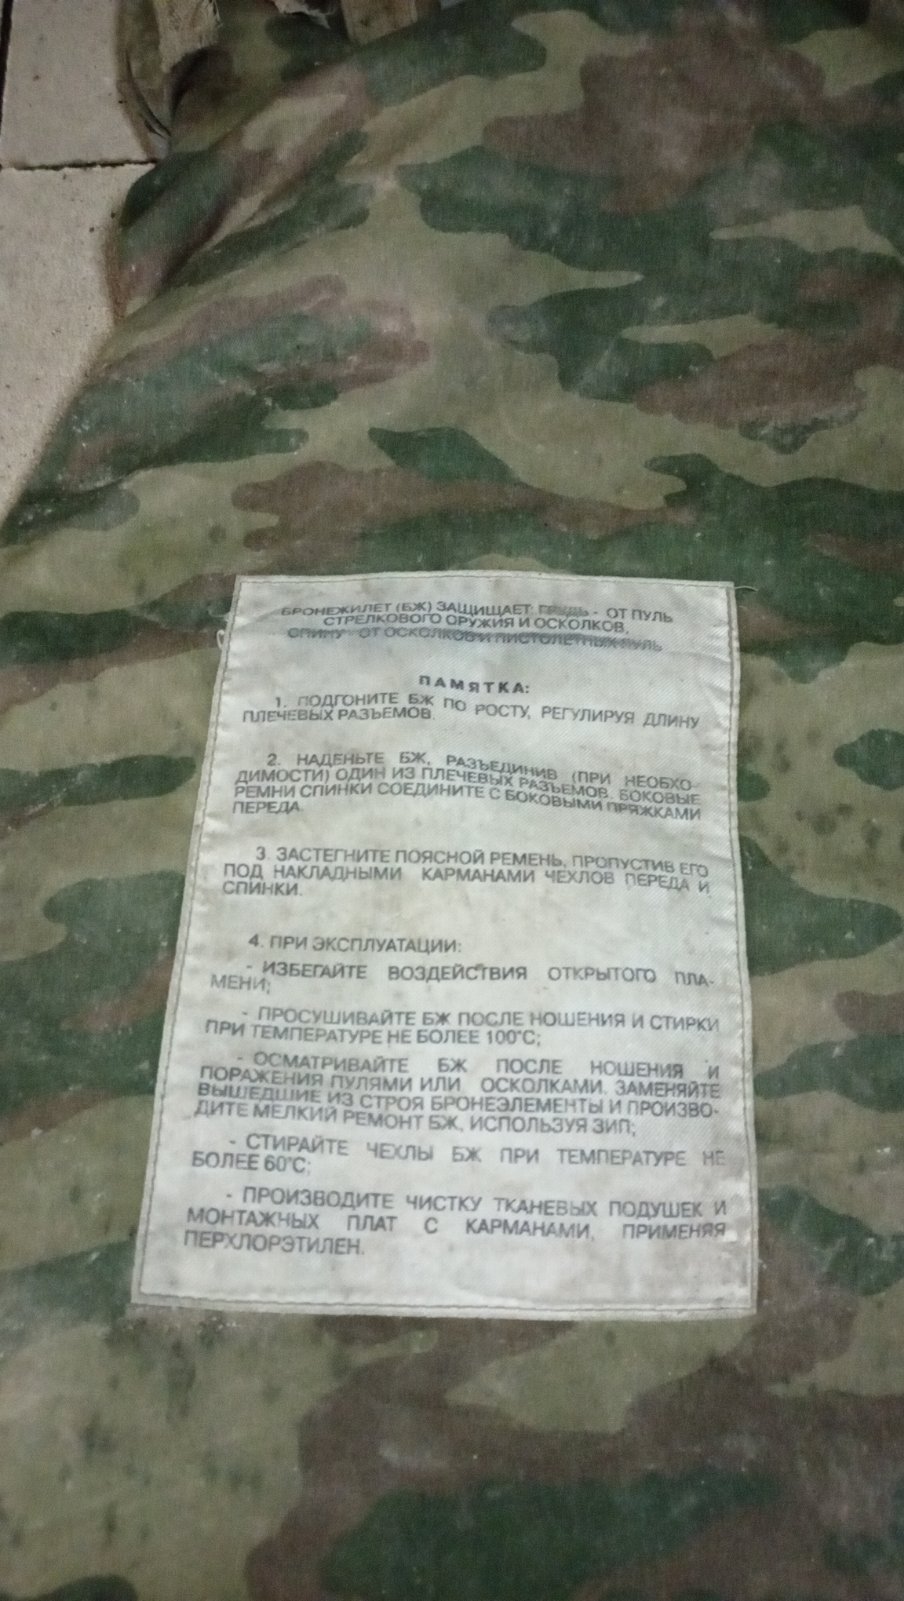 БРОНЕЖИЛЕТ (БЖ) ЗАЩИЩАЕТ: ГРУДЬ - ОТ ПУЛЬ
СТРЕЛКОВОГО ОРУЖИЯ И ОСКОЛКОВ,
СПИНУ - ОТ ОСКОЛКОВ И ПИСТОЛЕТНЫХ ПУЛЬ
ПАМЯТКА:
1. ПОДГОНИТЕ БЖ ПО РОСТУ, РЕГУЛИРУЯ ДЛИНУ
ПЛЕЧЕВЫХ РАЗЪЕМОВ.
2. НАДЕНЬТЕ БЖ, РАЗЪЕДИНИВ (ПРИ НЕОБХО-
ДИМОСТИ) ОДИН ИЗ ПЛЕЧЕВЫХ РАЗЪЕМОВ. БОКОВЫЕ
РЕМНИ СПИНКИ СОЕДИНИТЕ С БОКОВЫМИ ПРЯЖКАМИ
ПЕРЕДА.
3. ЗАСТЕГНИТЕ ПОЯСНОЙ РЕМЕНЬ, ПРОПУСТИВ ЕГО
ПОД НАКЛАДНЫМИ КАРМАНАМИ ЧЕХЛОВ ПЕРЕДА И
СПИНКИ.
4. ПРИ ЭКСПЛУАТАЦИИ:
- ИЗБЕГАЙТЕ ВОЗДЕЙСТВИЯ ОТКРЫТОГО ПЛА-
МЕНИ;
- ПРОСУШИВАЙТЕ БЖ ПОСЛЕ НОШЕНИЯ И СТИРКИ
ПРИ ТЕМПЕРАТУРЕ НЕ БОЛЕЕ 100°С;
- ОСМАТРИВАЙТЕ БЖ ПОСЛЕ НОШЕНИЯ И
ПОРАЖЕНИЯ ПУЛЯМИ ИЛИ ОСКОЛКАМИ. ЗАМЕНЯЙТЕ
ВЫШЕДШИЕ ИЗ СТРОЯ БРОНЕЭЛЕМЕНТЫ И ПРОИЗВО-
ДИТЕ МЕЛКИЙ РЕМОНТ БЖ, ИСПОЛЬЗУЯ ЗИП;
- СТИРАЙТЕ ЧЕХЛЫ БЖ ПРИ ТЕМПЕРАТУРЕ НЕ
БОЛЕЕ 60°С;
- ПРОИЗВОДИТЕ ЧИСТКУ ТКАНЕВЫХ ПОДУШЕК И
МОНТАЖНЫХ ПЛАТ С КАРМАНАМИ, ПРИМЕНЯЯ
ПЕРХЛОРЭТИЛЕН.